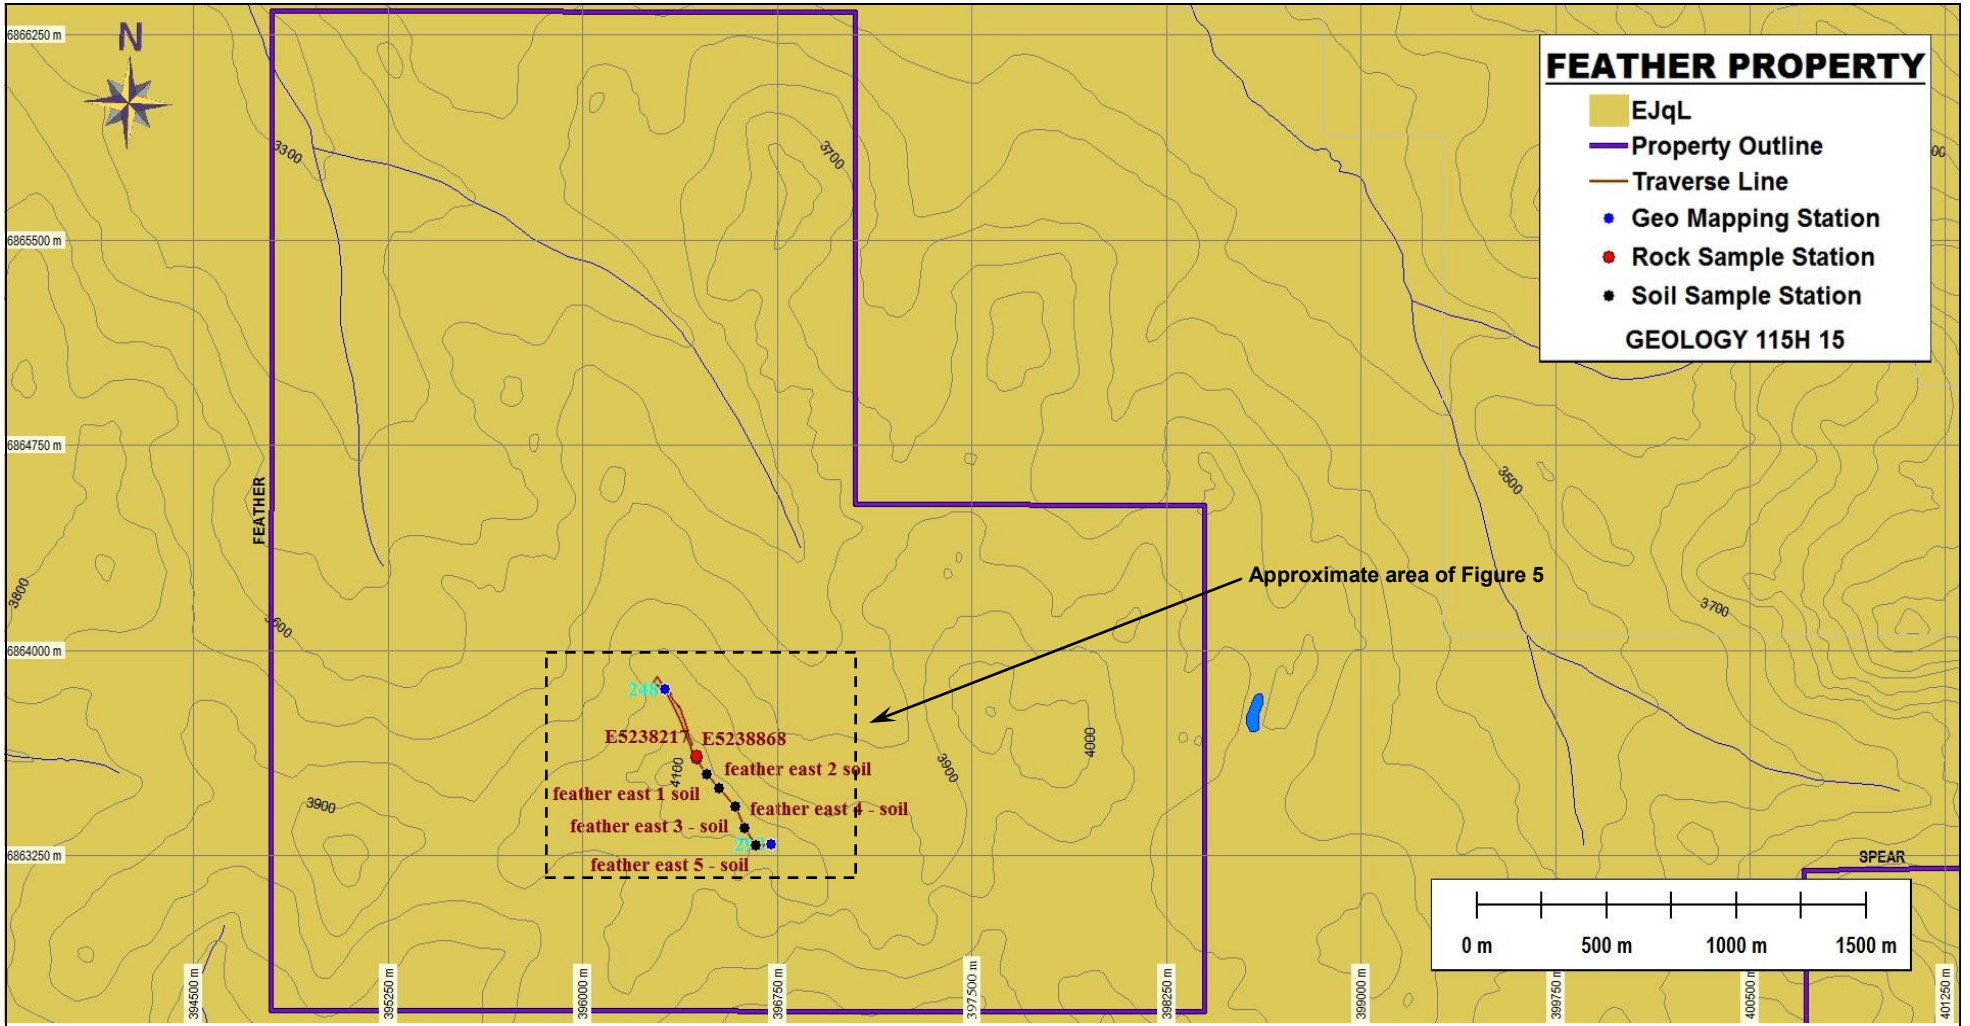 6866250 m
N
FEATHER PROPERTY
EJqL
Property Outline
Traverse Line
Geo Mapping Station
Rock Sample Station
Soil Sample Station
GEOLOGY 115H 15
3300
3700
6865500 m
6864750 m
FEATHER
3500
3800
3600
Approximate area of Figure 5
3700
6864000 m
248
E5238217
E5238868
4100
feather east 2 soil
feather east 1 soil
feather east 4 - soil
feather east 3 - soil
feather east 5 - soil
3900
3900
4000
6863250 m
SPEAR
0 m
500 m
1000 m
1500 m
394500 m
395250 m
396000 m
396750 m
397500 m
398250 m
399000 m
399750 m
400500 m
401250 m